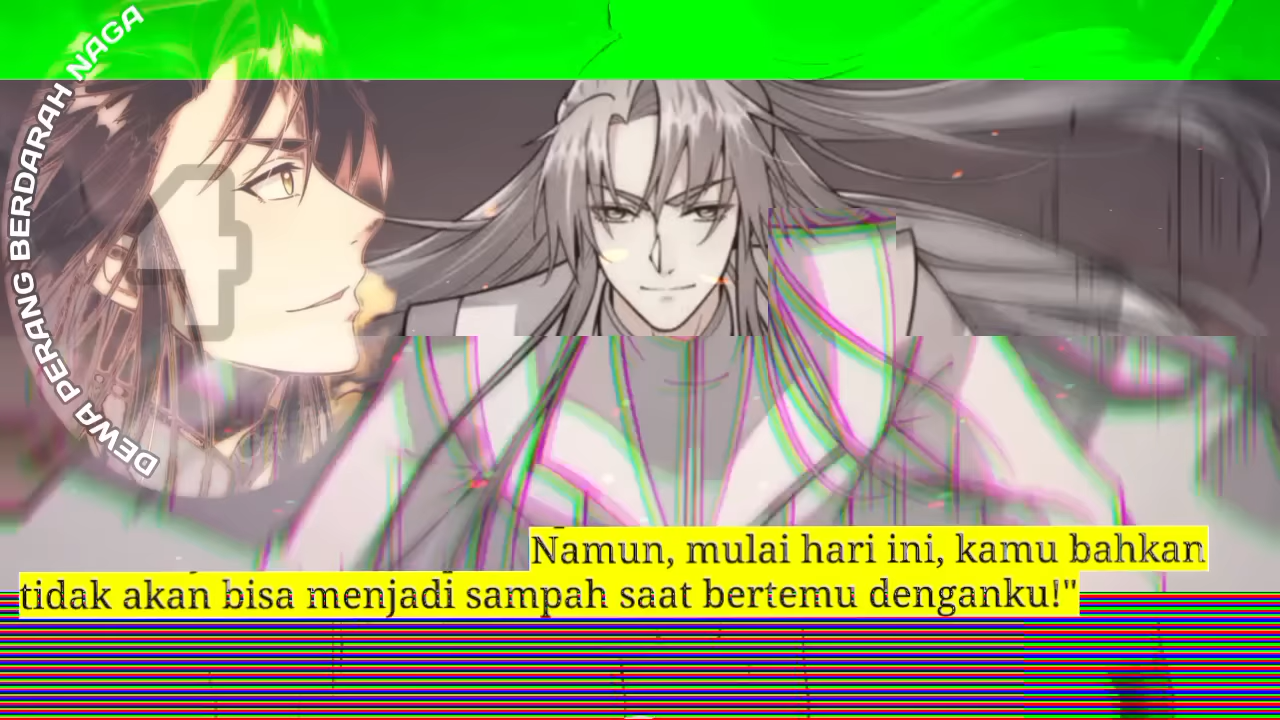 DEWA PERANG BERDARAH NAGA
Namun, mulai hari ini, kamu bahkan
tidak akan bisa menjadi sampah saat bertemu denganku!"